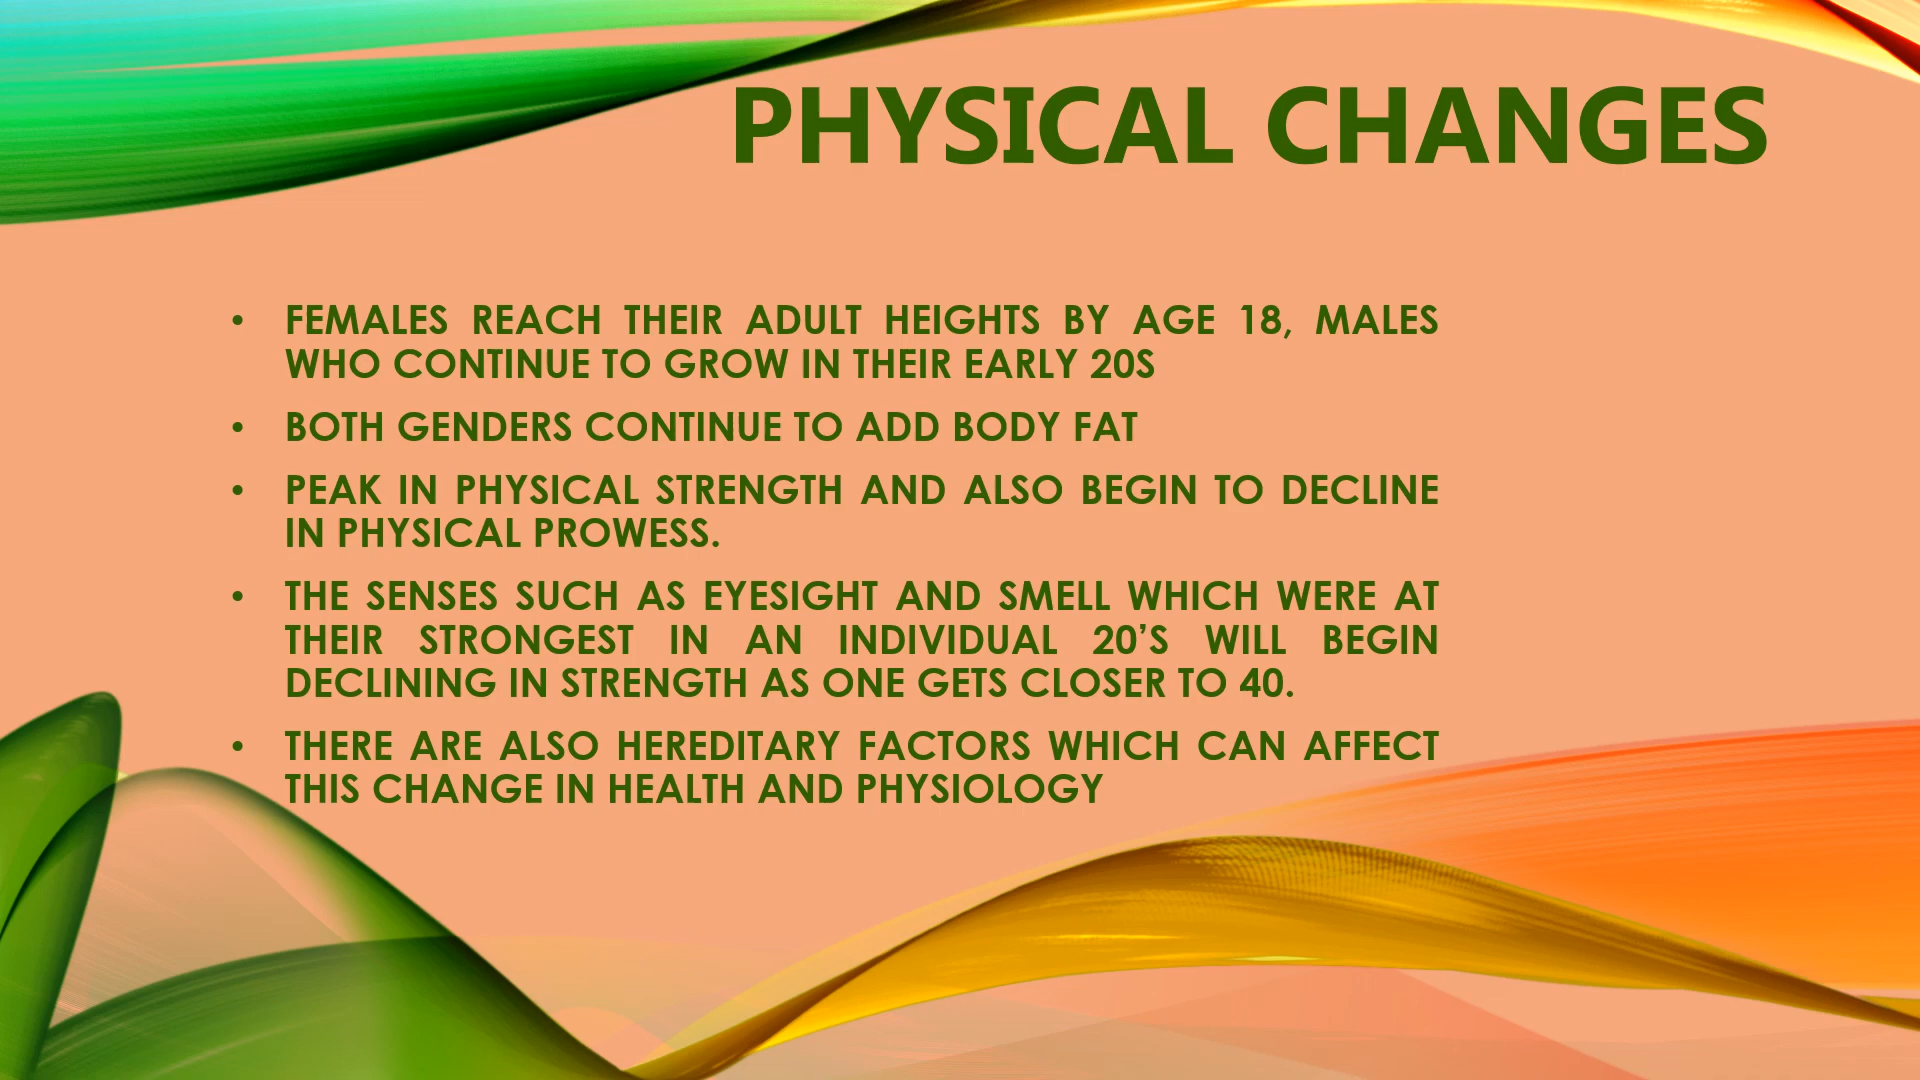 PHYSICAL CHANGES
• FEMALES REACH THEIR ADULT HEIGHTS BY AGE 18, MALES
WHO CONTINUE TO GROW IN THEIR EARLY 20S
• BOTH GENDERS CONTINUE TO ADD BODY FAT
• PEAK IN PHYSICAL STRENGTH AND ALSO BEGIN TO DECLINE
IN PHYSICAL PROWESS.
• THE SENSES SUCH AS EYESIGHT AND SMELL WHICH WERE AT
THEIR STRONGEST IN AN INDIVIDUAL 20’S WILL BEGIN
DECLINING IN STRENGTH AS ONE GETS CLOSER TO 40.
• THERE ARE ALSO HEREDITARY FACTORS WHICH CAN AFFECT
THIS CHANGE IN HEALTH AND PHYSIOLOGY